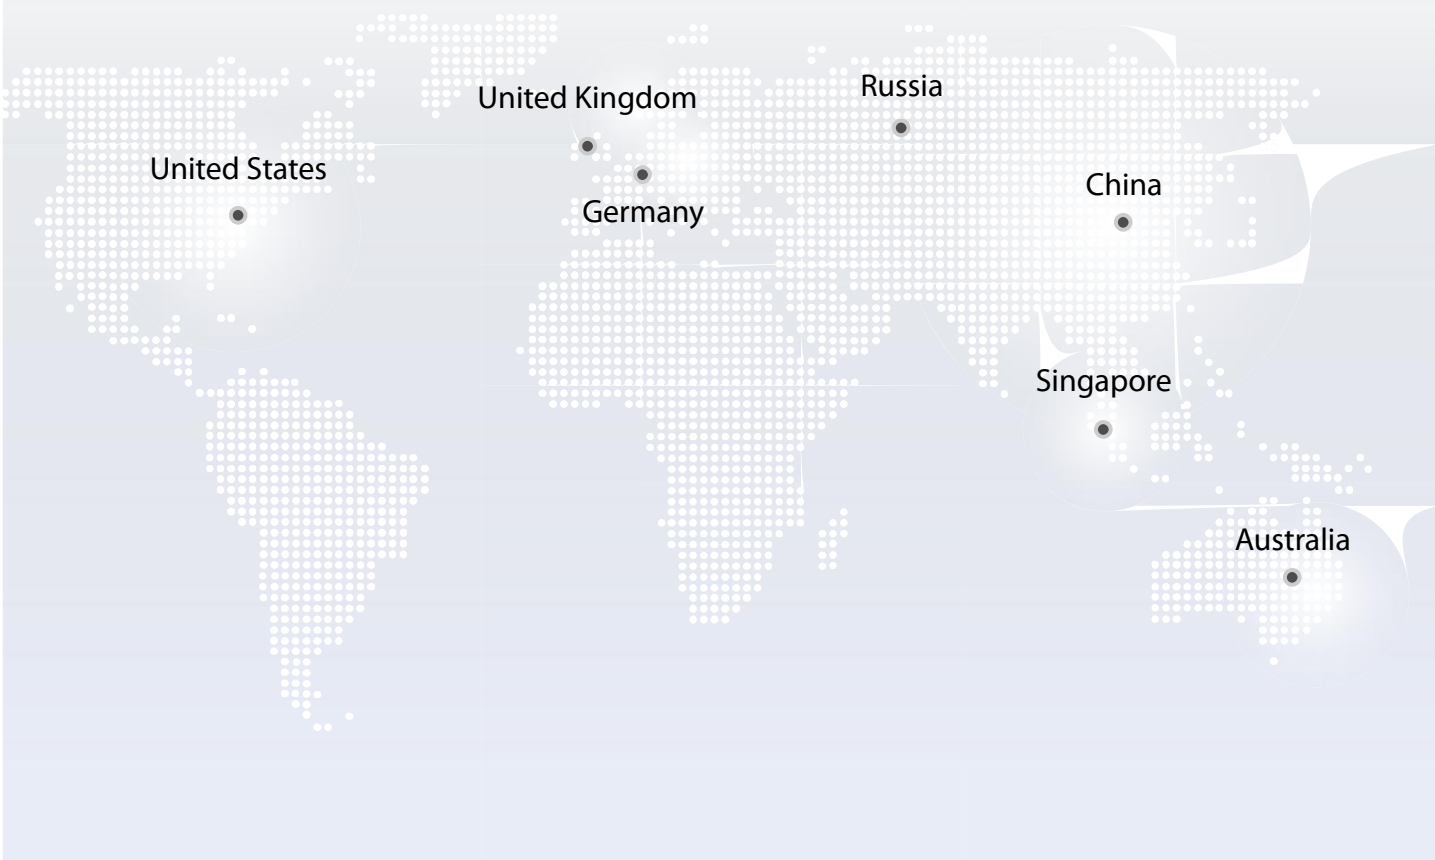 Russia
United Kingdom
United States
China
Germany
Singapore
Australia